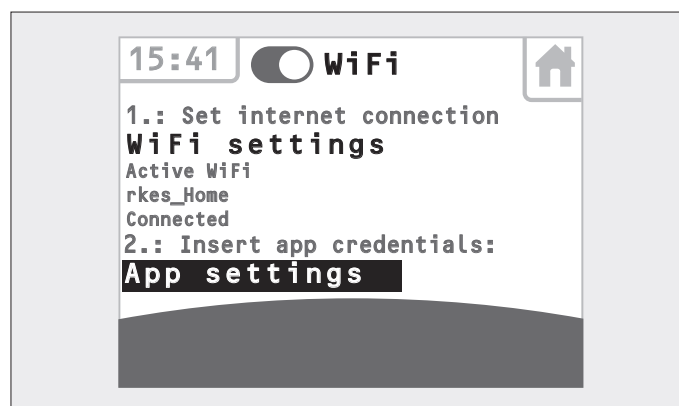 15:41 WiFi
1.: Set internet connection
WiFi settings
Active WiFi
rkes_Home
Connected
2.: Insert app credentials:
App settings